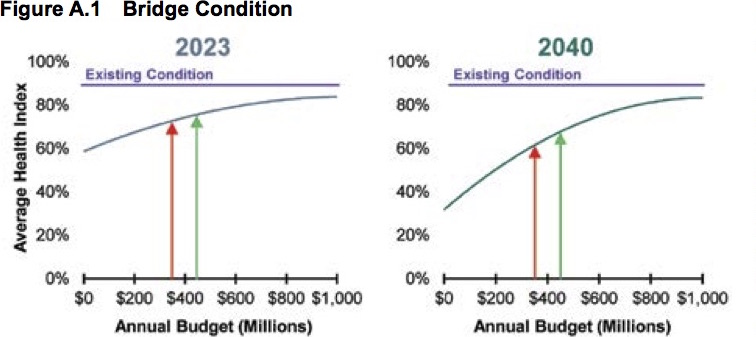 Figure A.1 Bridge Condition
2023
100%
Existing Condition
80%
60%
40%
20%
0%
Average Health Index
$0 $200 $400 $600 $800 $1,000
Annual Budget (Millions)
2040
100%
Existing Condition
80%
60%
40%
20%
0%
$0 $200 $400 $600 $800 $1,000
Annual Budget (Millions)